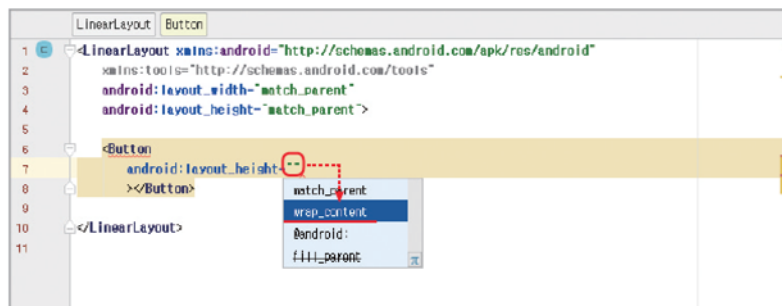 LinearLayout Button
1 C <LinearLayout xmlns:android="http://schemas.android.com/apk/res/android"
2 xmlns:tools="http://schemas.android.com/tools"
3 android:layout_width="match_parent"
4 android:layout_height="match_parent">
5
6 <Button
7 android:layout_height=""
8 ></Button>
match_parent
9
wrap_content
10 </LinearLayout>
@android:
11
fill_parent
π